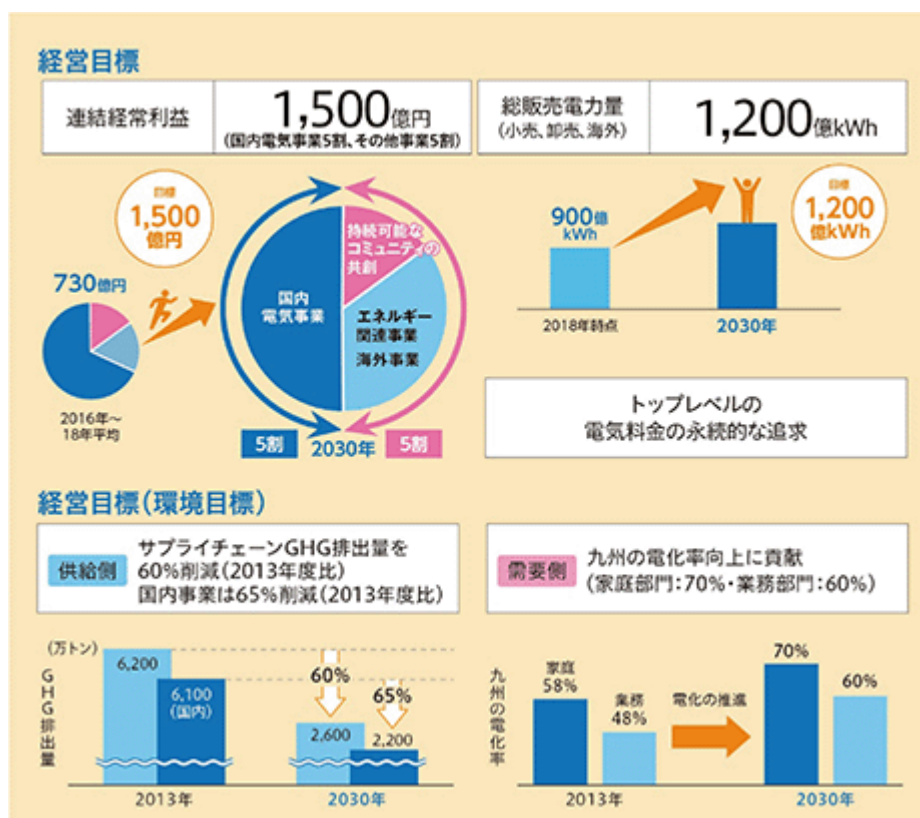 経営目標
連結経常利益
1,500億円
(国内電気事業5割、その他事業5割)
総販売電力量
(小売、卸売、海外)
1,200億kWh
目標
1,500
億円
730億円
2016年～
18年平均
国内
電気事業
持続可能な
コミュニティの
共創
エネルギー
関連事業
海外事業
5割
2030年
5割
900億
kWh
2018年時点
2030年
目標
1,200
億kWh
トップレベルの
電気料金の永続的な追求
経営目標(環境目標)
供給側
サプライチェーンGHG排出量を
60%削減(2013年度比)
国内事業は65%削減(2013年度比)
需要側
九州の電化率向上に貢献
(家庭部門:70%・業務部門:60%)
(万トン)
GHG排出量
6,200
6,100
(国内)
60%
65%
2,600
2,200
2013年
2030年
九州の電化率
家庭
58%
業務
48%
電化の推進
70%
60%
2013年
2030年